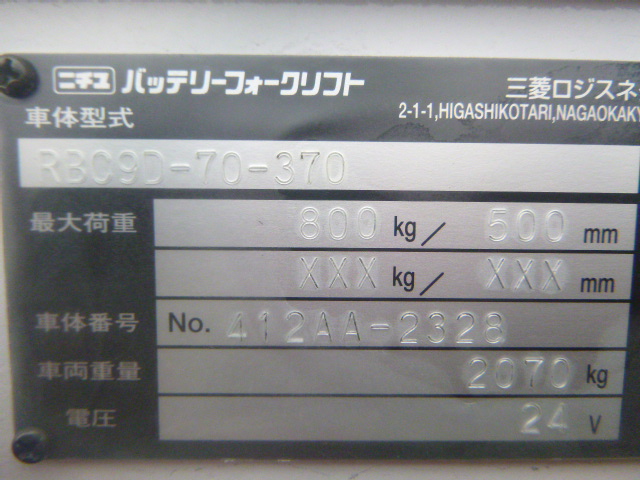 ニチユ バッテリーフォークリフト 三菱ロジスネ
2-1-1,HIGASHIKOTARI,NAGAOKAKY
車体型式
RBC9D-70-370
最大荷重 800 kg/ 500 mm
XXX kg/ XXX mm
車体番号 No. 412AA-2328
車両重量 2070 kg
電圧 24 V